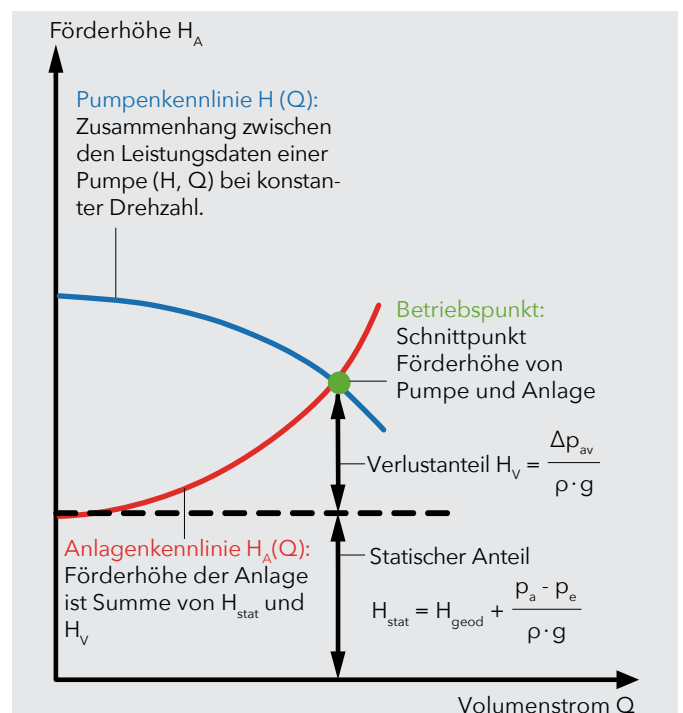 Förderhöhe H_A
Pumpenkennlinie H (Q):
Zusammenhang zwischen
den Leistungsdaten einer
Pumpe (H, Q) bei konstan-
ter Drehzahl.
Betriebspunkt:
Schnittpunkt
Förderhöhe von
Pumpe und Anlage
Verlustanteil H_V = Δp_av / ρ · g
Anlagenkennlinie H_A(Q):
Förderhöhe der Anlage
ist Summe von H_stat und
H_V
Statischer Anteil
H_stat = H_geod + p_a - p_e / ρ · g
Volumenstrom Q